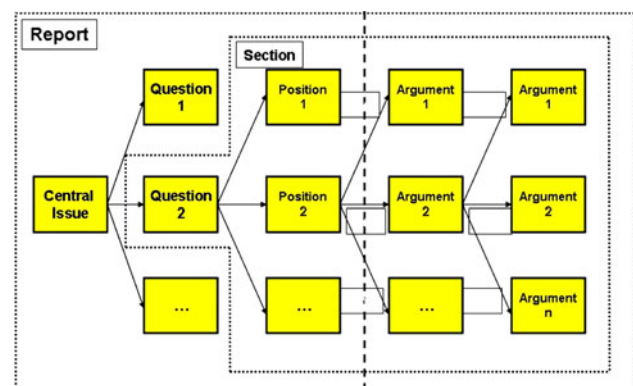 Report
Section
Question
1
Position
1
Argument
1
Argument
1
Central
Issue
Question
2
Position
2
Argument
2
Argument
2
...
...
...
Argument
n